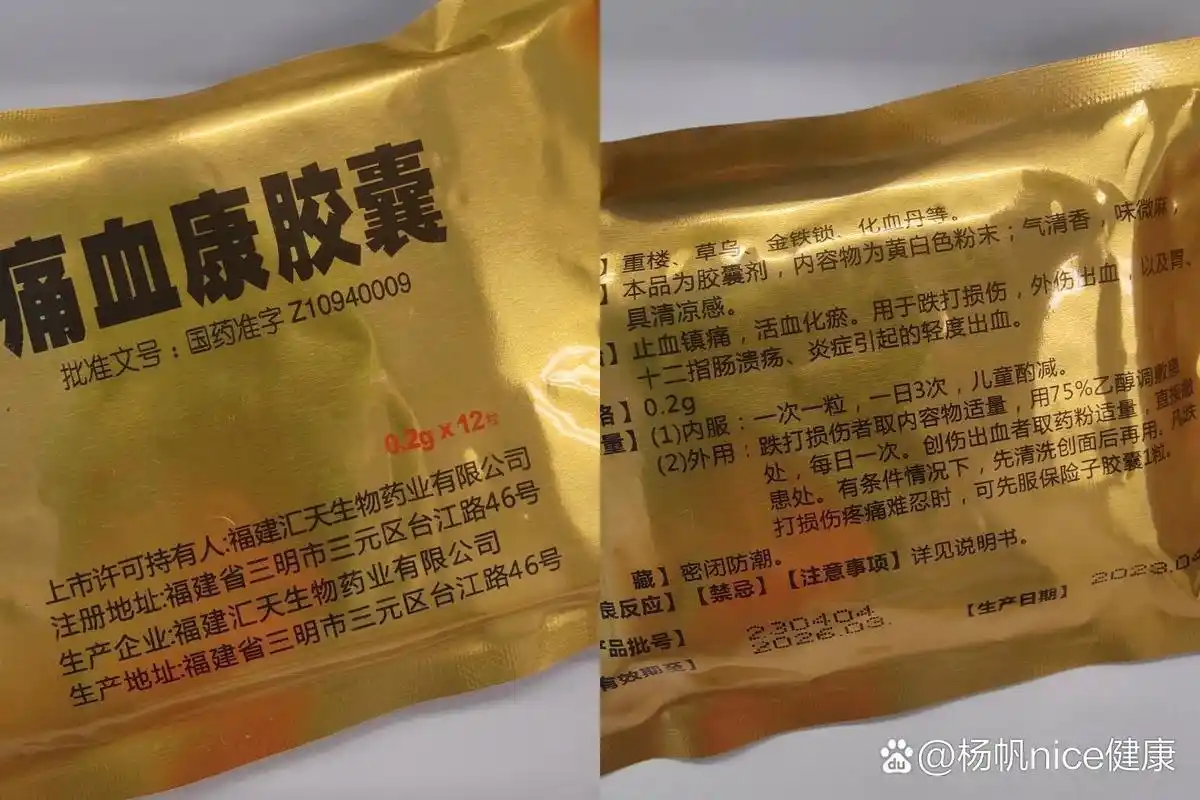 痛血康胶囊
批准文号：国药准字 Z10940009
0.2g x 12粒
上市许可持有人:福建汇天生物药业有限公司
注册地址:福建省三明市三元区台江路46号
生产企业:福建汇天生物药业有限公司
生产地址:福建省三明市三元区台江路46号
】重楼、草乌、金铁锁、化血丹等。
】本品为胶囊剂，内容物为黄白色粉末；气清香，味微麻，
具清凉感。
】止血镇痛，活血化瘀。用于跌打损伤，外伤出血，以及胃、
十二指肠溃疡、炎症引起的轻度出血。
】0.2g
量】(1)内服：一次一粒，一日3次，儿童酌减。
(2)外用：跌打损伤者取内容物适量，用75%乙醇调敷患
处，每日一次。创伤出血者取药粉适量，直接
患处。有条件情况下，先清洗创面后再用。凡
打损伤疼痛难忍时，可先服保险子胶囊1粒。
藏】密闭防潮。
良反应】【禁忌】【注意事项】详见说明书。
产品批号】 230404 【生产日期】
有效期至】 2026.03.
@杨帆nice健康